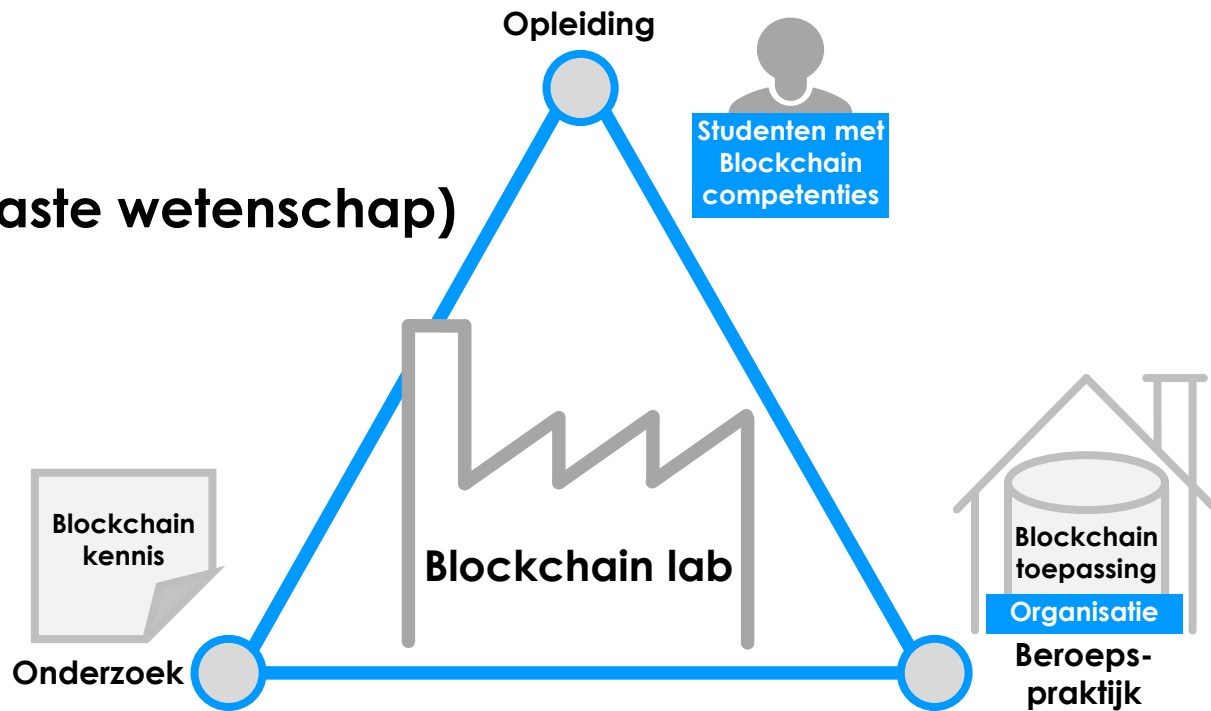 Opleiding
Studenten met
Blockchain
competenties
aste wetenschap)
Blockchain
kennis
Blockchain lab
Blockchain
toepassing
Organisatie
Onderzoek
Beroeps-
praktijk